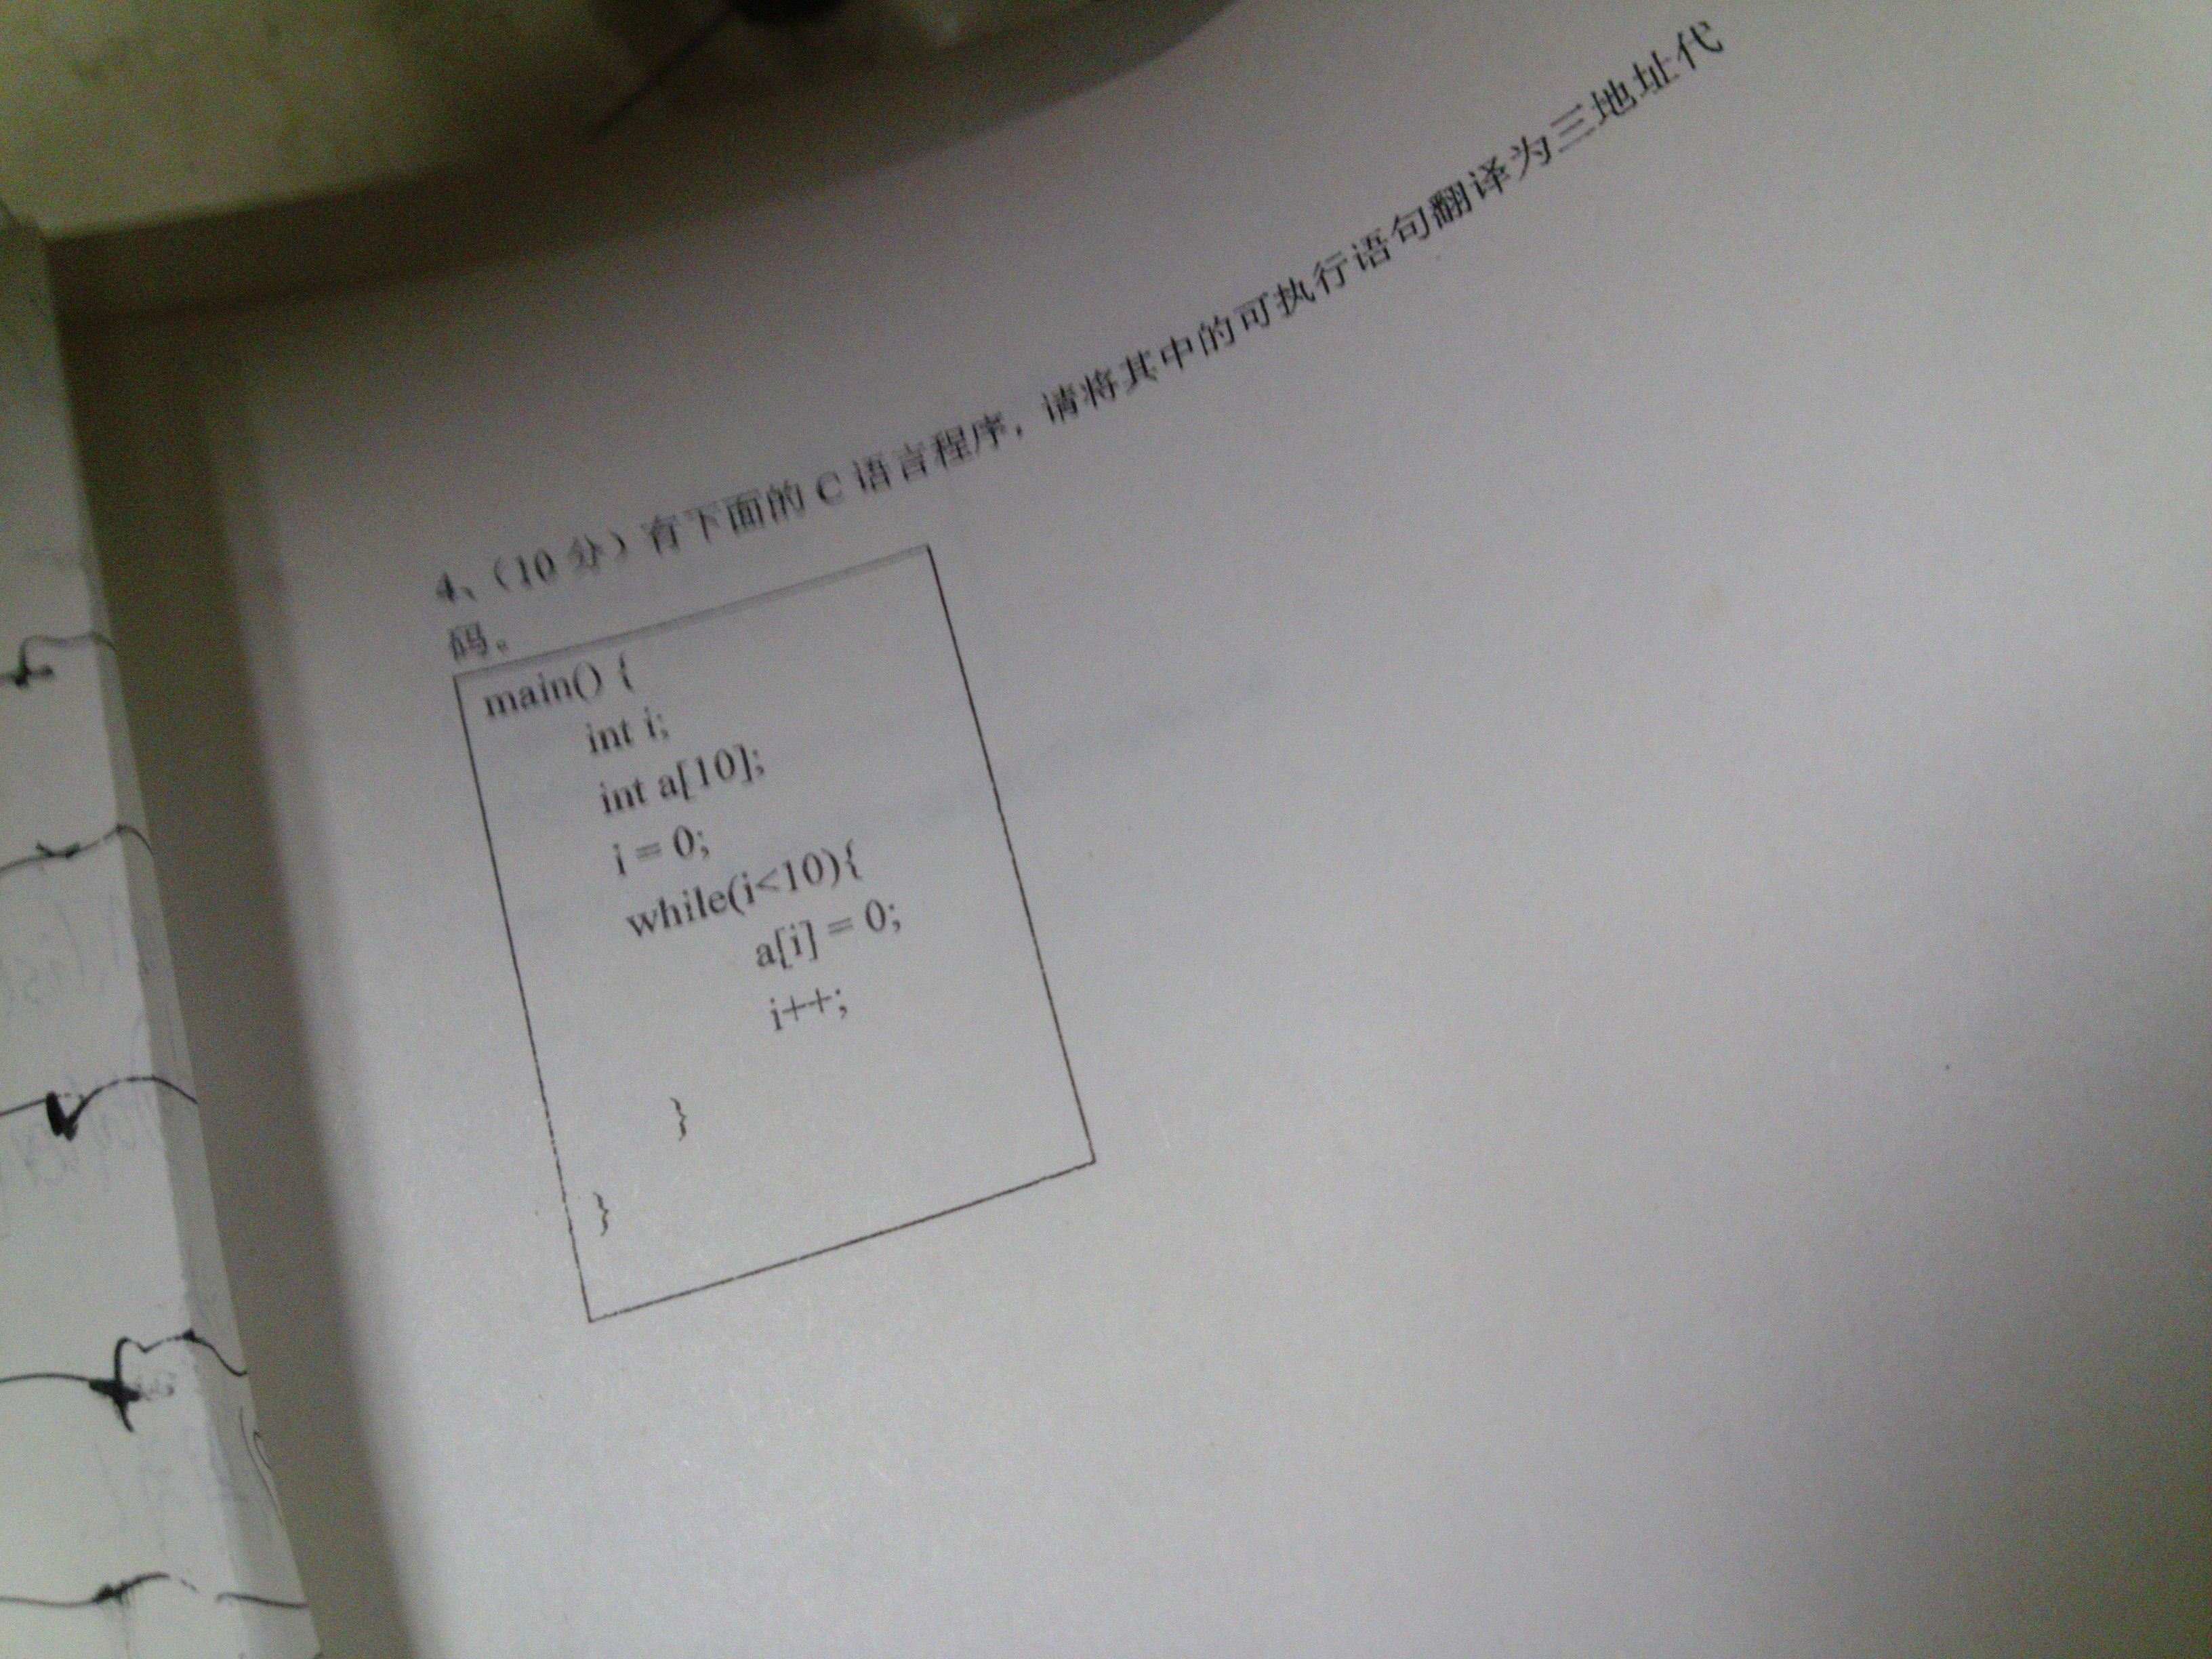 4、（10 分）有下面的 C 语言程序，请将其中的可执行语句翻译为三地址代
码。
main() {
int i;
int a[10];
i = 0;
while(i<10){
a[i] = 0;
i++;
}
}